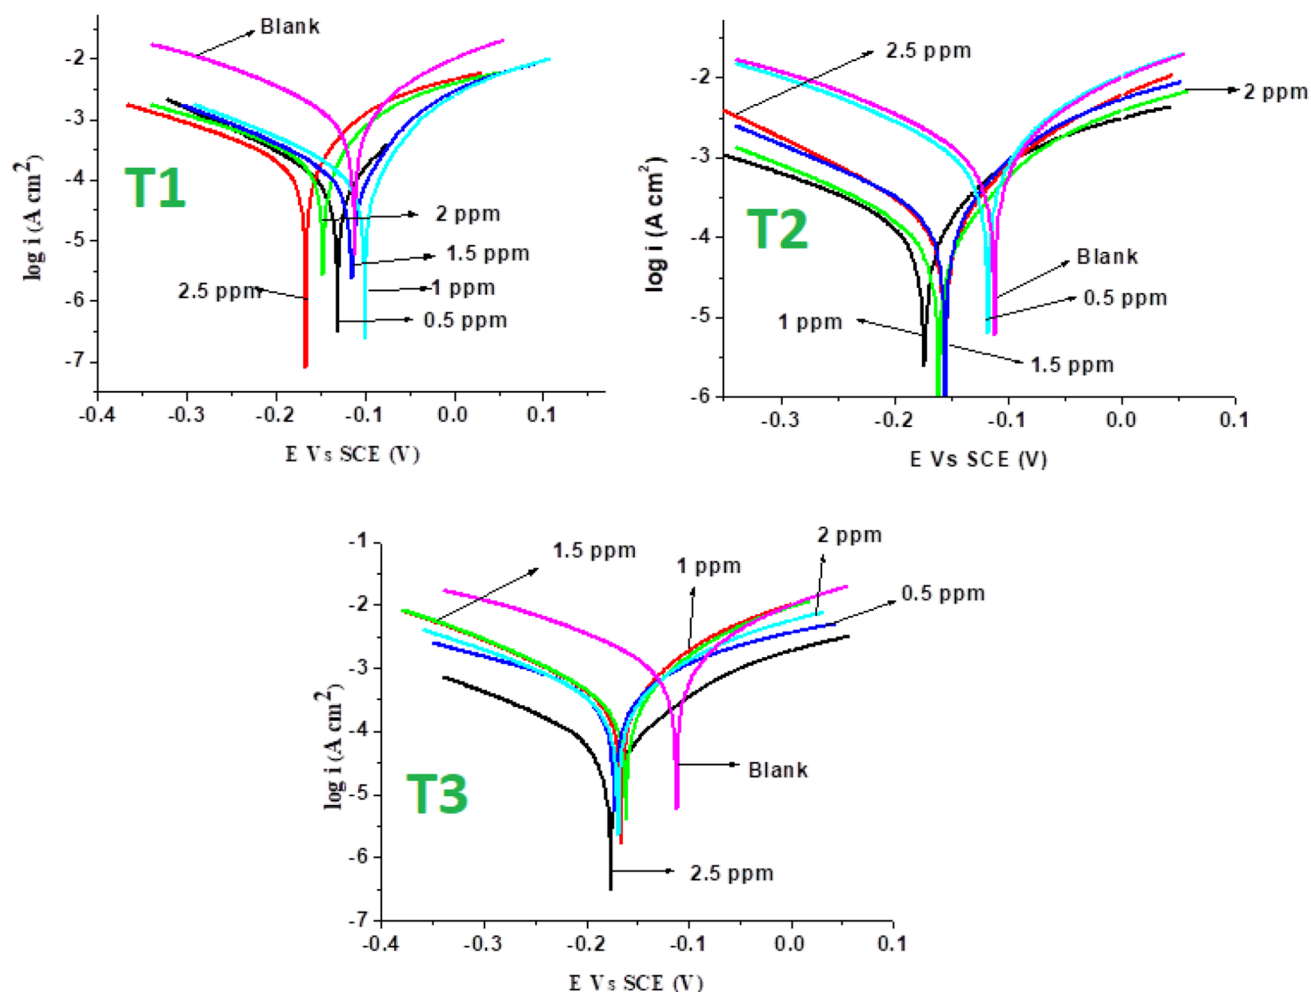 Blank
-2
-3
-4
-5
-6
-7
log i (A cm²)
T1
2 ppm
1.5 ppm
2.5 ppm
1 ppm
0.5 ppm
-0.4 -0.3 -0.2 -0.1 0.0 0.1
E Vs SCE (V)
2.5 ppm
2 ppm
-2
-3
-4
-5
-6
log i (A cm²)
T2
Blank
0.5 ppm
1 ppm
1.5 ppm
-0.3 -0.2 -0.1 0.0 0.1
E Vs SCE (V)
2 ppm
1.5 ppm
1 ppm
0.5 ppm
-1
-2
-3
-4
-5
-6
-7
log i (A cm²)
T3
Blank
2.5 ppm
-0.4 -0.3 -0.2 -0.1 0.0 0.1
E Vs SCE (V)